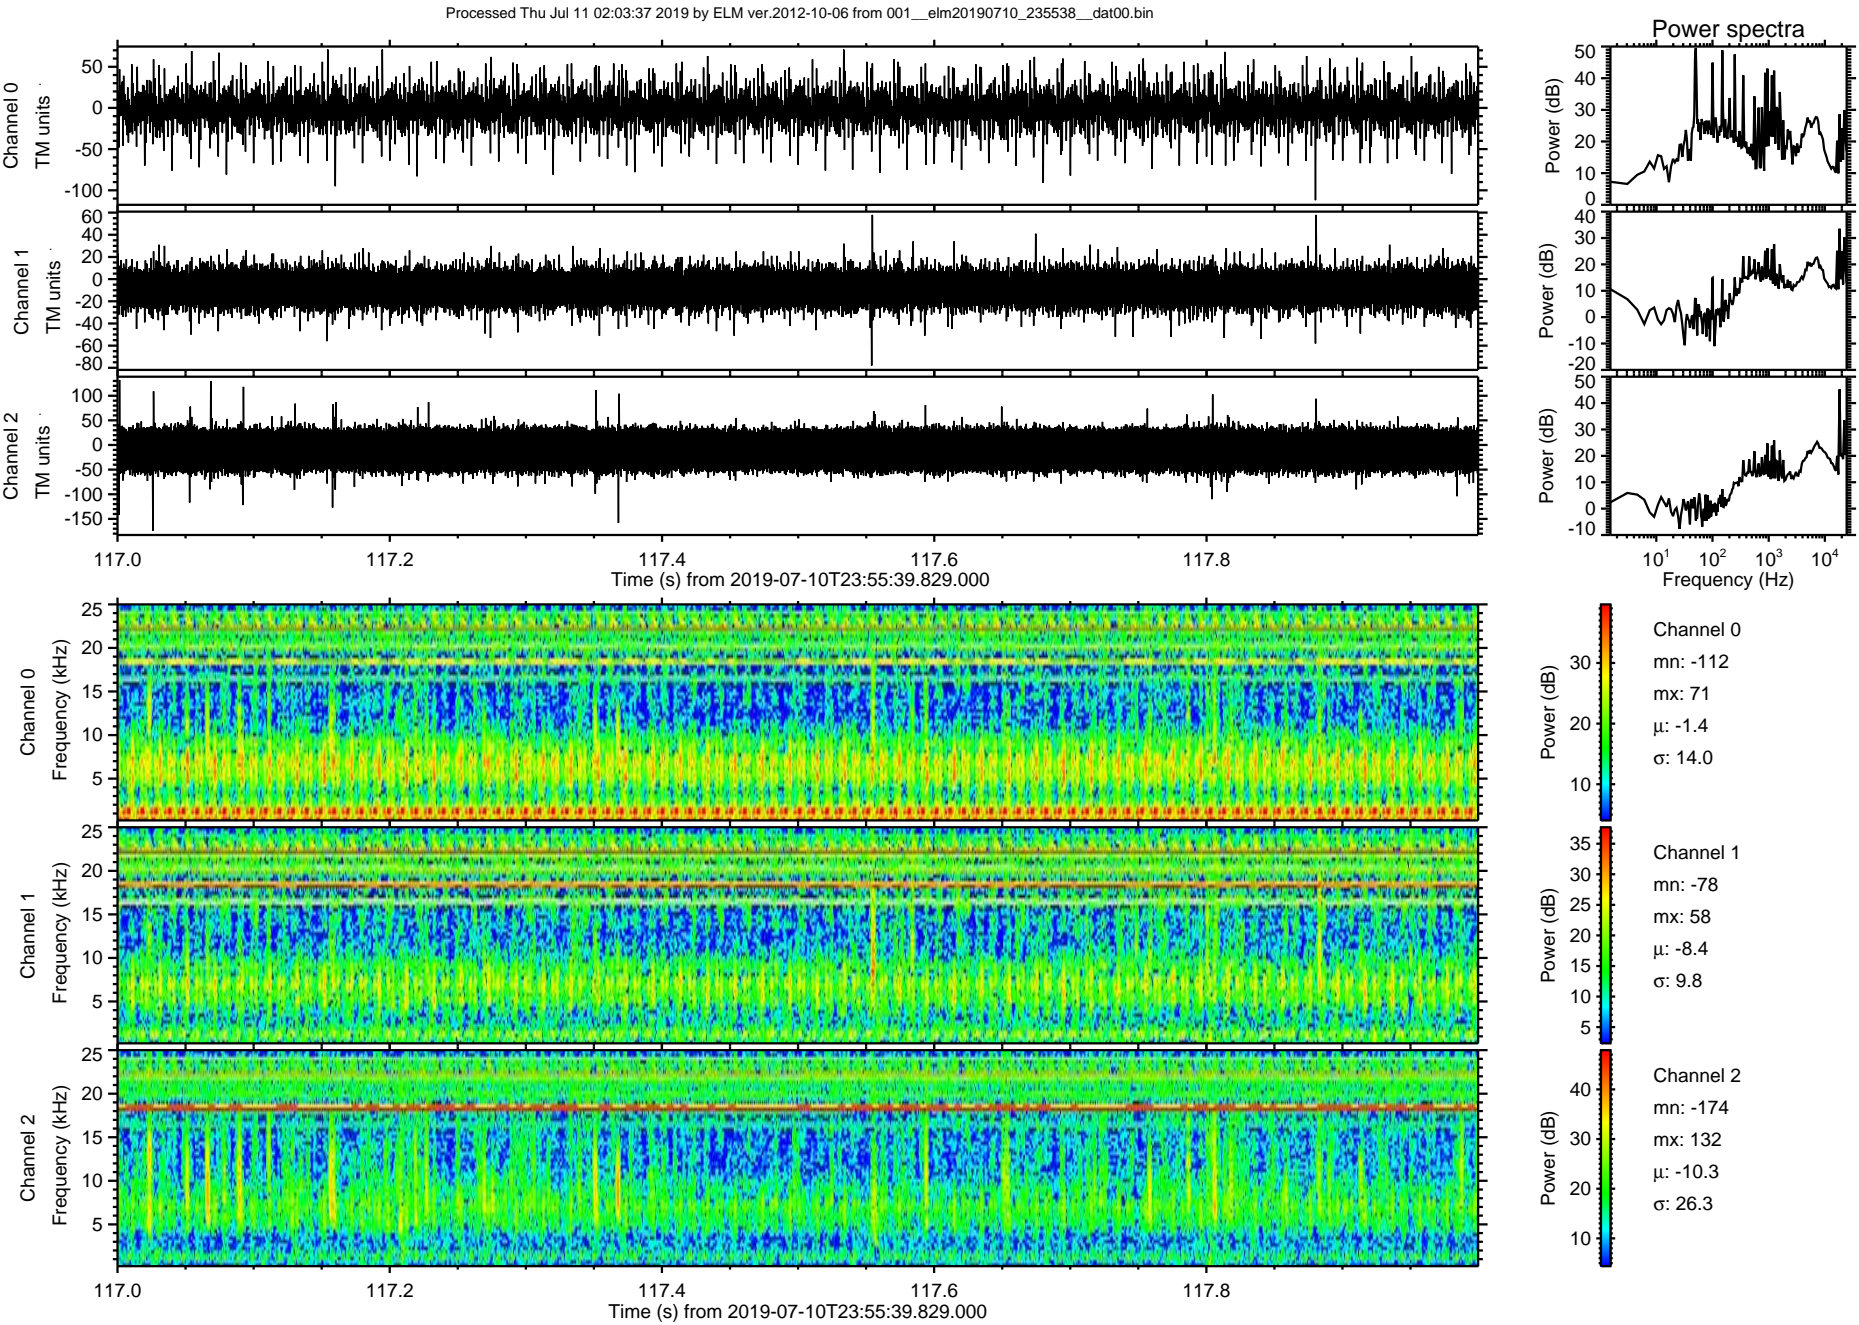 Processed Thu Jul 11 02:03:37 2019 by ELM ver.2012-10-06 from 001__elm20190710_235538__dat00.bin
Power spectra
Channel 0
TM units
50
0
-50
-100
Power (dB)
50
40
30
20
10
0
Channel 1
TM units
60
40
20
0
-20
-40
-60
-80
Power (dB)
40
30
20
10
0
-10
-20
Channel 2
TM units
100
50
0
-50
-100
-150
Power (dB)
50
40
30
20
10
0
-10
117.0 117.2 117.4 117.6 117.8
Time (s) from 2019-07-10T23:55:39.829.000
10^1 10^2 10^3 10^4
Frequency (Hz)
Channel 0
Frequency (kHz)
25
20
15
10
5
Power (dB)
30
20
10
Channel 0
mn: -112
mx: 71
μ: -1.4
σ: 14.0
Channel 1
Frequency (kHz)
25
20
15
10
5
Power (dB)
35
30
25
20
15
10
5
Channel 1
mn: -78
mx: 58
μ: -8.4
σ: 9.8
Channel 2
Frequency (kHz)
25
20
15
10
5
Power (dB)
40
30
20
10
Channel 2
mn: -174
mx: 132
μ: -10.3
σ: 26.3
117.0 117.2 117.4 117.6 117.8
Time (s) from 2019-07-10T23:55:39.829.000